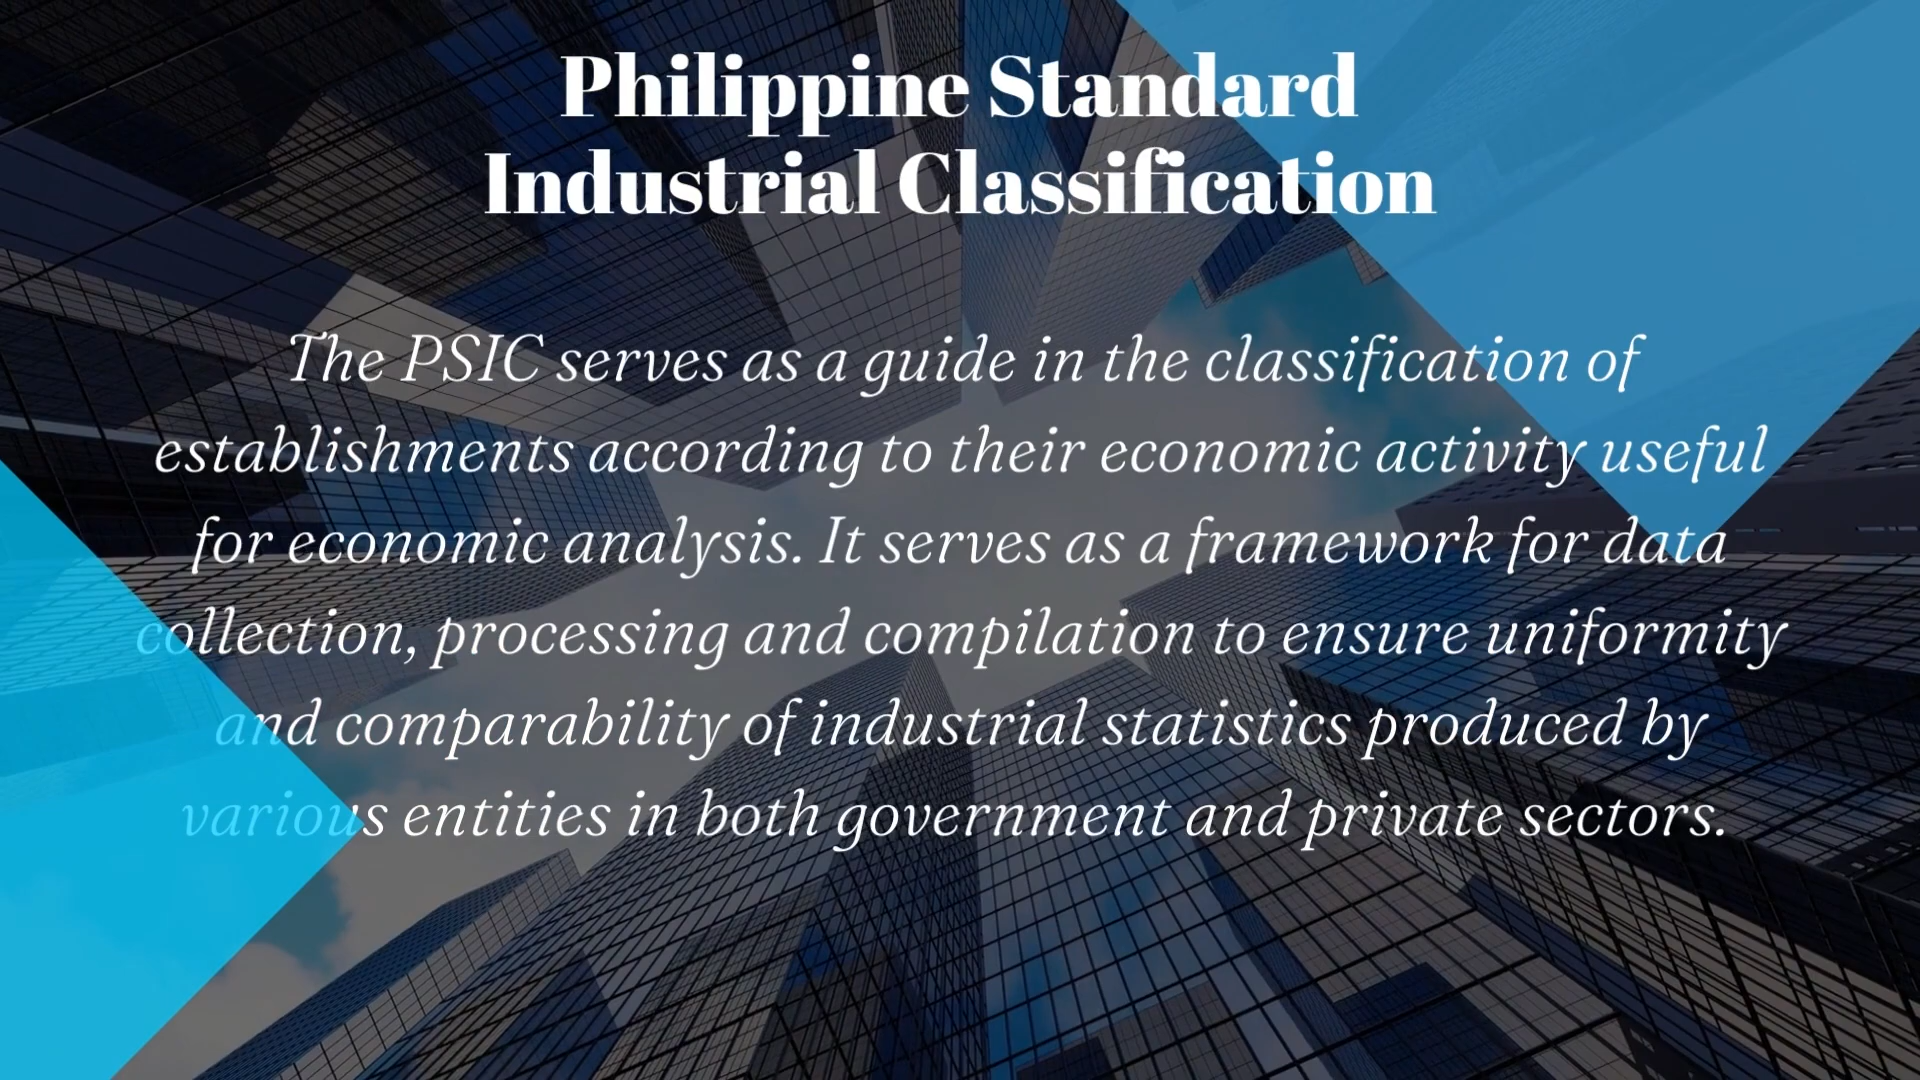 Philippine Standard
Industrial Classification
The PSIC serves as a guide in the classification of
establishments according to their economic activity useful
for economic analysis. It serves as a framework for data
collection, processing and compilation to ensure uniformity
and comparability of industrial statistics produced by
various entities in both government and private sectors.